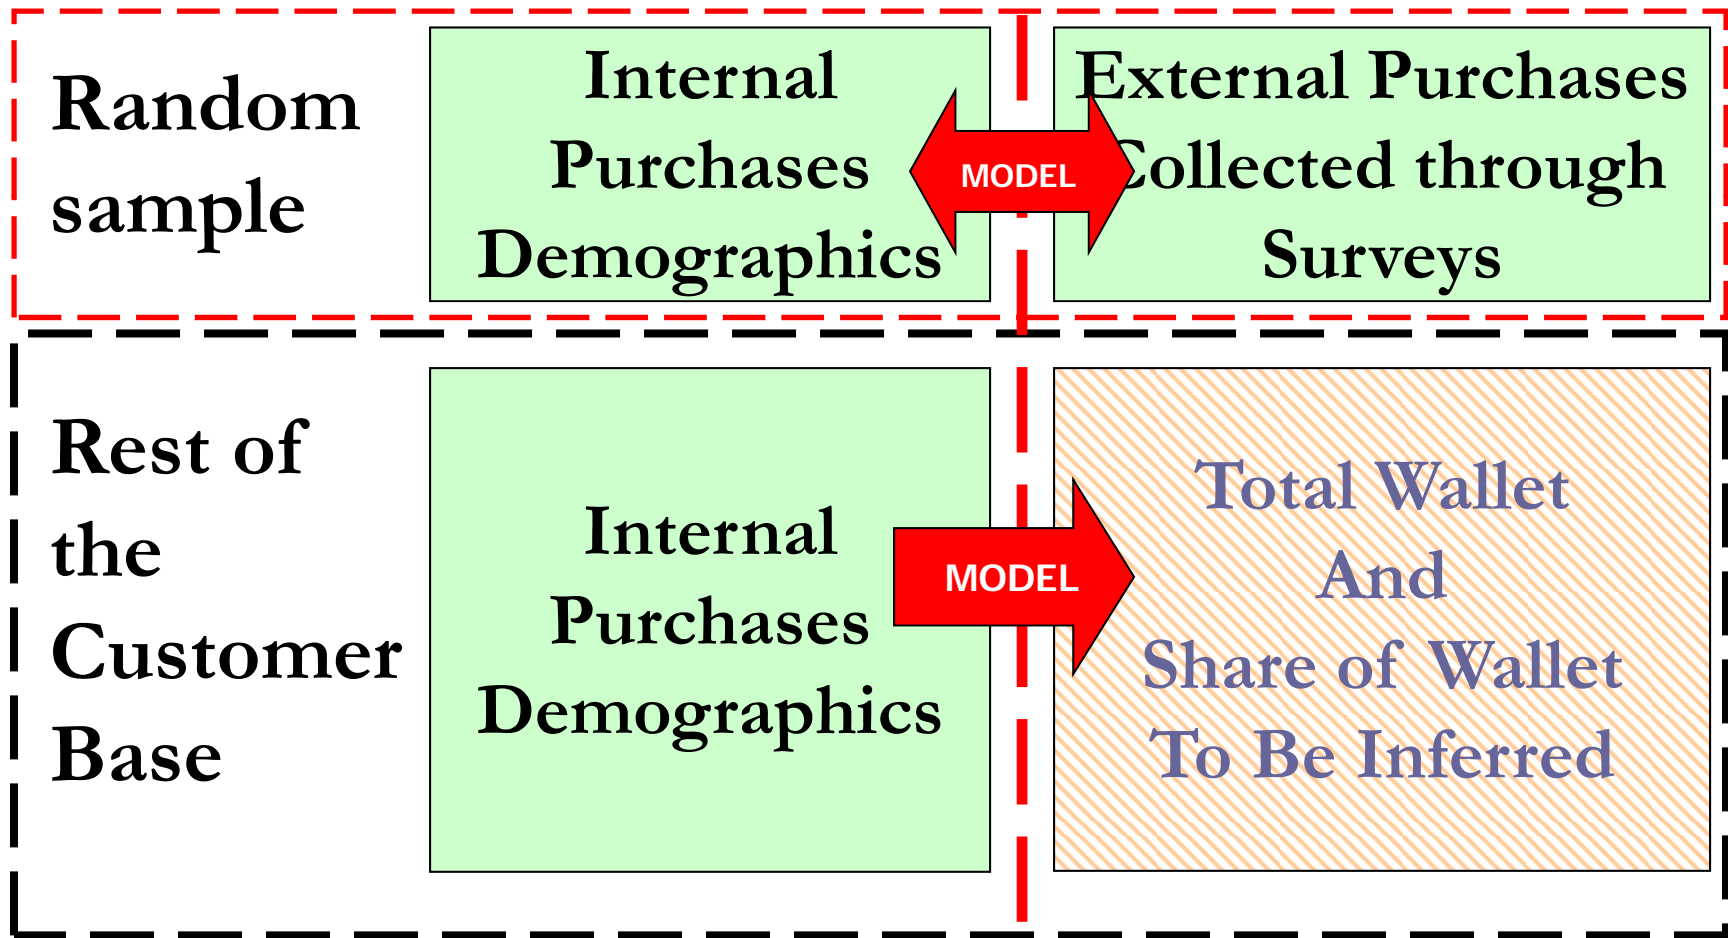 Random
sample
Internal
Purchases
Demographics
MODEL
External Purchases
Collected through
Surveys
Rest of
the
Customer
Base
Internal
Purchases
Demographics
MODEL
Total Wallet
And
Share of Wallet
To Be Inferred